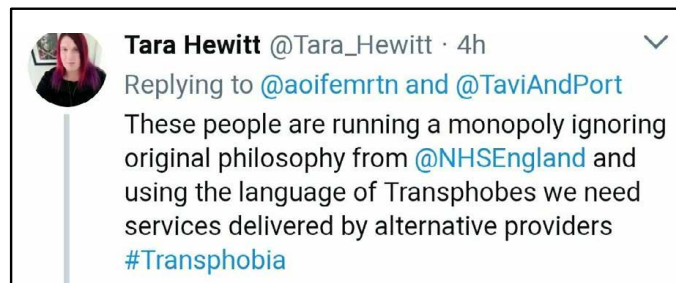 Tara Hewitt @Tara_Hewitt · 4h
Replying to @aoifemrtn and @TaviAndPort
These people are running a monopoly ignoring
original philosophy from @NHSEngland and
using the language of Transphobes we need
services delivered by alternative providers
#Transphobia